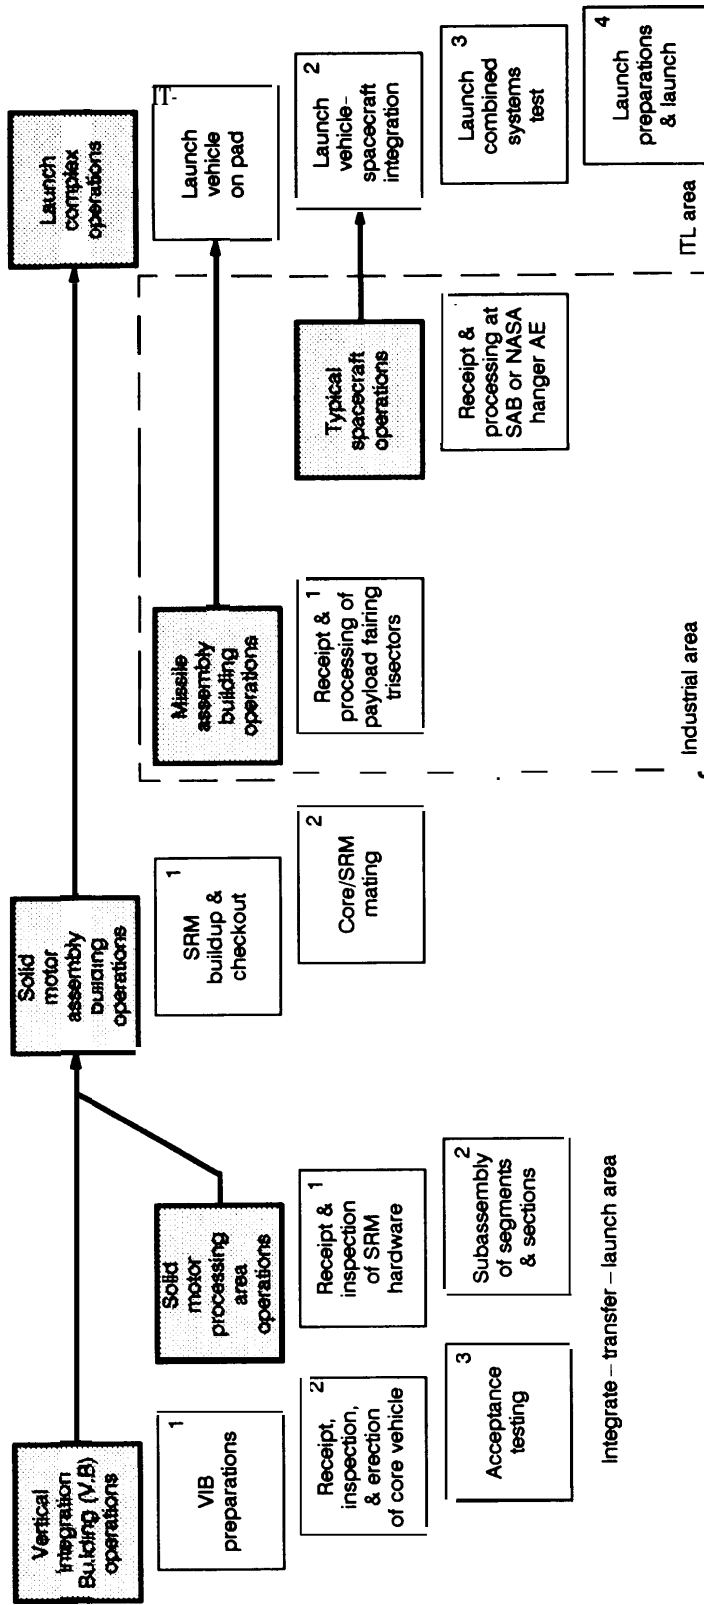 Vertical
Integration
Building (V.B)
operations
1
VIB
preparations
2
Receipt,
inspection,
& erection
of core vehicle
3
Acceptance
testing
Solid
motor
processing
area
operations
1
Receipt &
inspection
of SRM
hardware
2
Subassembly
of segments
& sections
Integrate – transfer – launch area
Solid
motor
assembly
building
operations
1
SRM
buildup &
checkout
2
Core/SRM
mating
Missile
assembly
building
operations
1
Receipt &
processing of
payload fairing
trisectors
Industrial area
Typical
spacecraft
operations
Receipt &
processing at
SAB or NASA
hanger AE
Launch
complex
operations
Launch
vehicle
on pad
2
Launch
vehicle–
spacecraft
integration
3
Launch
combined
systems
test
4
Launch
preparations
& launch
ITL area